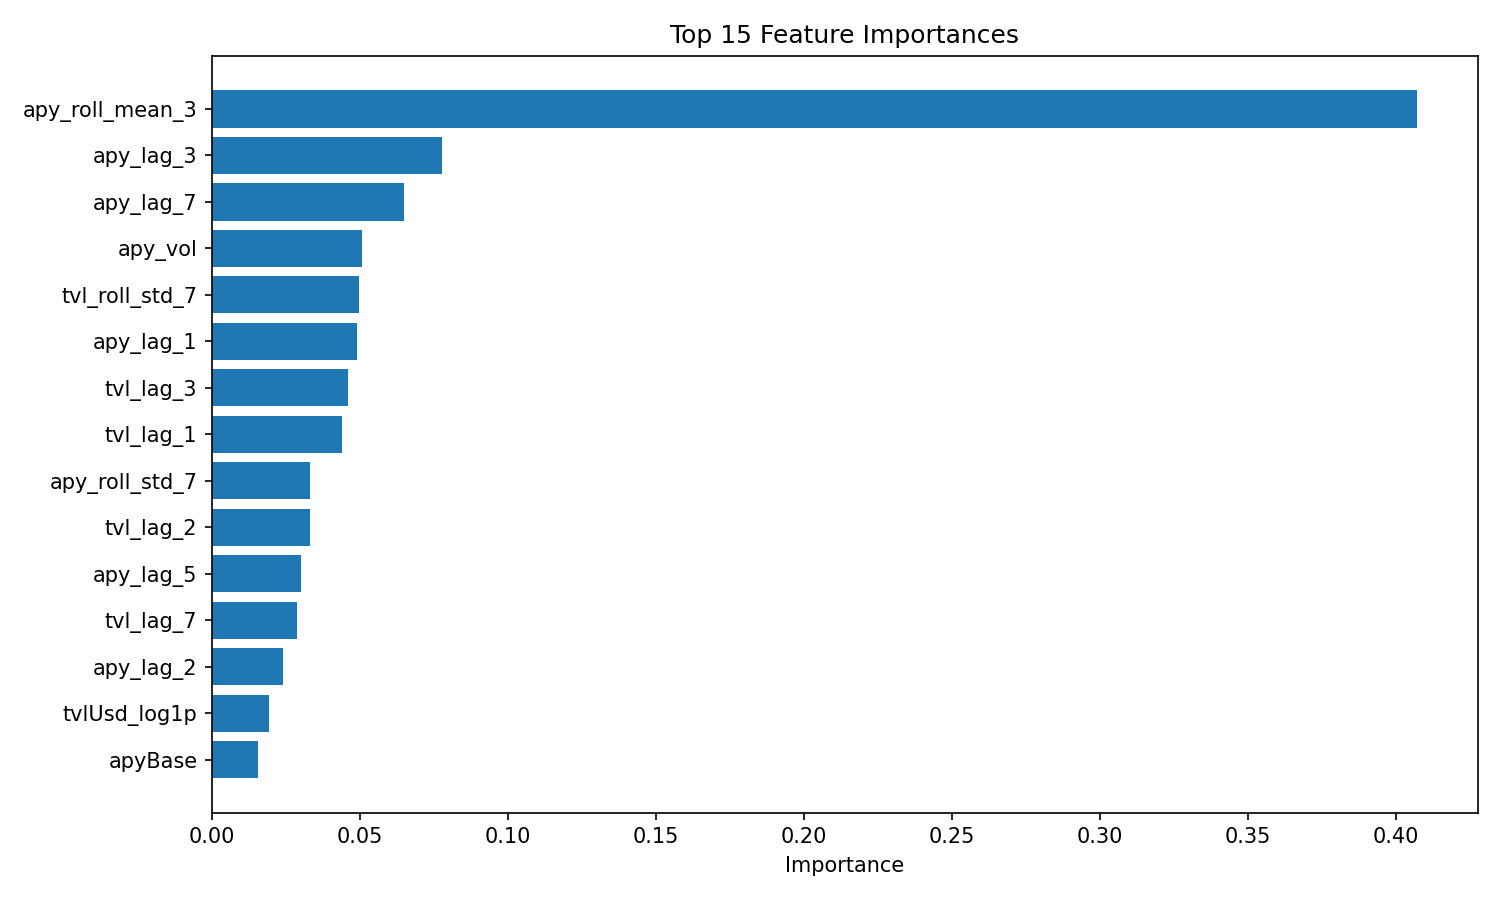 Top 15 Feature Importances
apy_roll_mean_3
apy_lag_3
apy_lag_7
apy_vol
tvl_roll_std_7
apy_lag_1
tvl_lag_3
tvl_lag_1
apy_roll_std_7
tvl_lag_2
apy_lag_5
tvl_lag_7
apy_lag_2
tvlUsd_log1p
apyBase
0.00 0.05 0.10 0.15 0.20 0.25 0.30 0.35 0.40
Importance